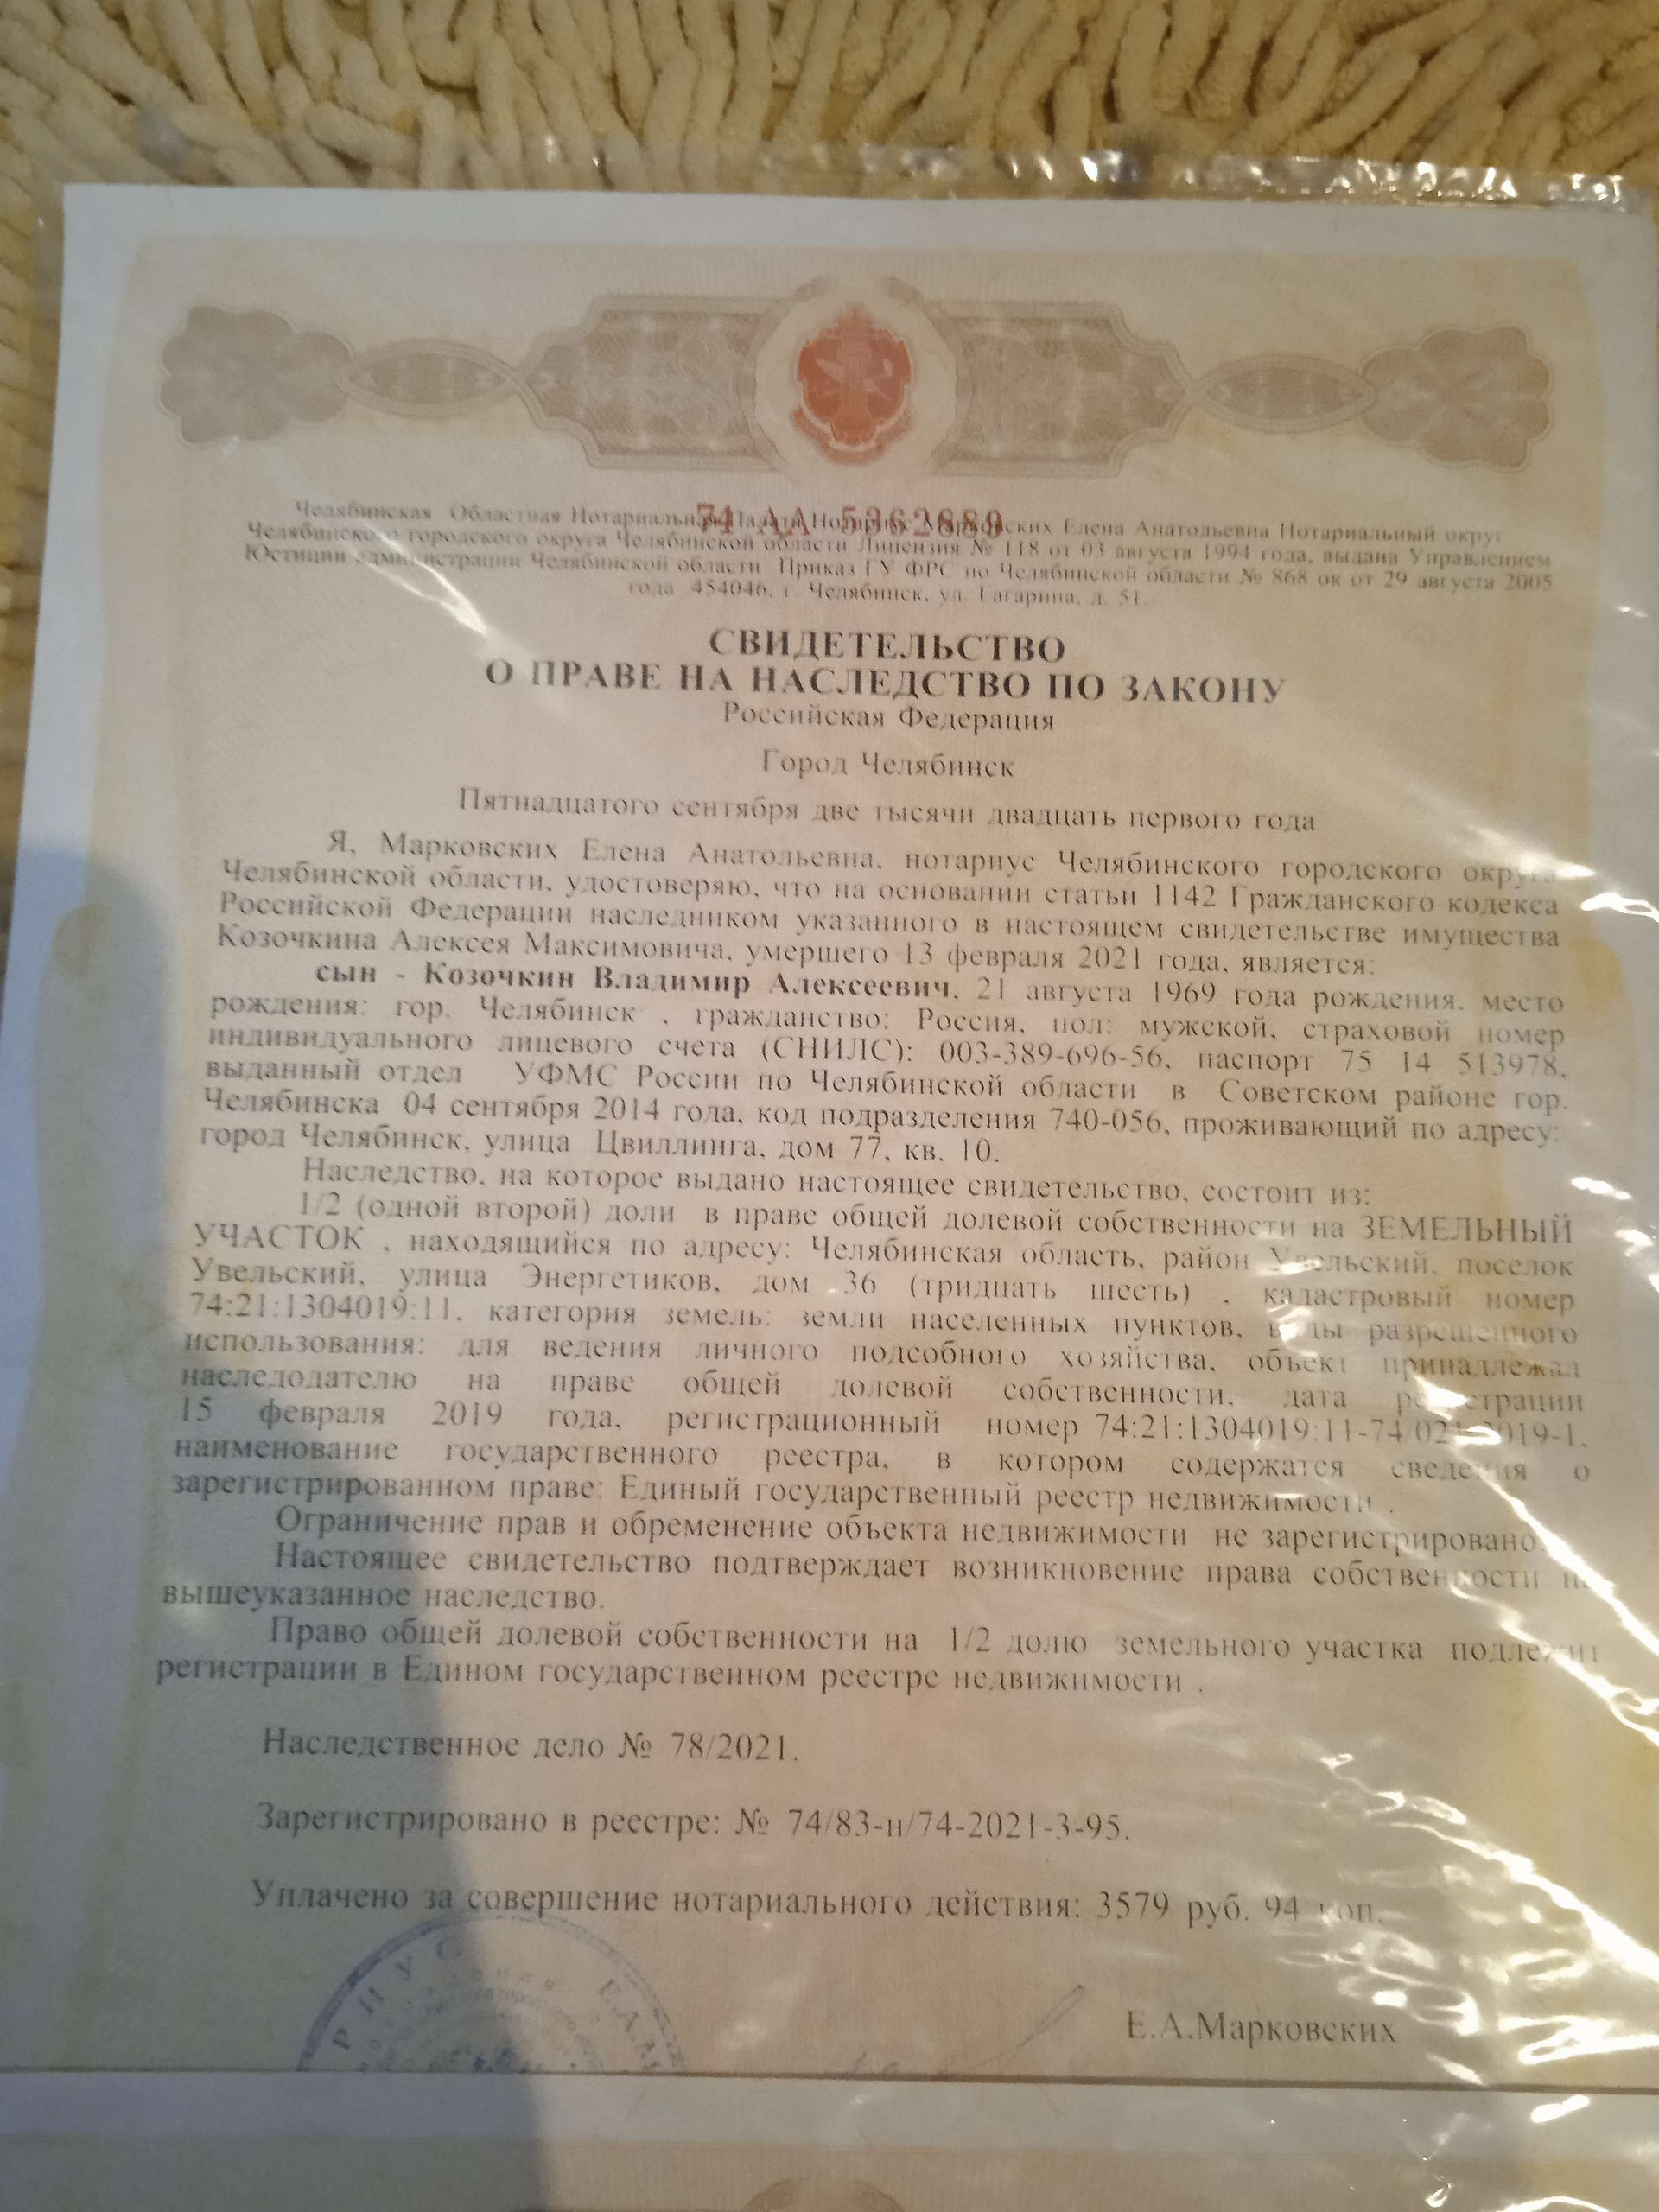 74 АА 5362889
Челябинская Областная Нотариальная Палата Нотариус Марковских Елена Анатольевна Нотариальный округ
Челябинского городского округа Челябинской области Лицензия № 118 от 03 августа 1994 года, выдана Управлением
Юстиции администрации Челябинской области Приказ ГУ ФРС по Челябинской области № 868 ок от 29 августа 2005
года 454046, г. Челябинск, ул. Гагарина, д. 51.
СВИДЕТЕЛЬСТВО
О ПРАВЕ НА НАСЛЕДСТВО ПО ЗАКОНУ
Российская Федерация
Город Челябинск
Пятнадцатого сентября две тысячи двадцать первого года
Я, Марковских Елена Анатольевна, нотариус Челябинского городского округа
Челябинской области, удостоверяю, что на основании статьи 1142 Гражданского кодекса
Российской Федерации наследником указанного в настоящем свидетельстве имущества
Козочкина Алексея Максимовича, умершего 13 февраля 2021 года, является:
сын - Козочкин Владимир Алексеевич, 21 августа 1969 года рождения, место
рождения: гор. Челябинск , гражданство: Россия, пол: мужской, страховой номер
индивидуального лицевого счета (СНИЛС): 003-389-696-56, паспорт 75 14 513978,
выданный отдел УФМС России по Челябинской области в Советском районе гор.
Челябинска 04 сентября 2014 года, код подразделения 740-056, проживающий по адресу:
город Челябинск, улица Цвиллинга, дом 77, кв. 10.
Наследство, на которое выдано настоящее свидетельство, состоит из:
1/2 (одной второй) доли в праве общей долевой собственности на ЗЕМЕЛЬНЫЙ
УЧАСТОК , находящийся по адресу: Челябинская область, район Увельский, поселок
Увельский, улица Энергетиков, дом 36 (тридцать шесть) , кадастровый номер
74:21:1304019:11, категория земель: земли населенных пунктов, виды разрешенного
использования: для ведения личного подсобного хозяйства, объект принадлежал
наследодателю на праве общей долевой собственности, дата регистрации
15 февраля 2019 года, регистрационный номер 74:21:1304019:11-74/021/2019-1,
наименование государственного реестра, в котором содержатся сведения о
зарегистрированном праве: Единый государственный реестр недвижимости .
Ограничение прав и обременение объекта недвижимости не зарегистрировано.
Настоящее свидетельство подтверждает возникновение права собственности на
вышеуказанное наследство.
Право общей долевой собственности на 1/2 долю земельного участка подлежит
регистрации в Едином государственном реестре недвижимости .
Наследственное дело № 78/2021.
Зарегистрировано в реестре: № 74/83-н/74-2021-3-95.
Уплачено за совершение нотариального действия: 3579 руб. 94 коп.
Е.А.Марковских